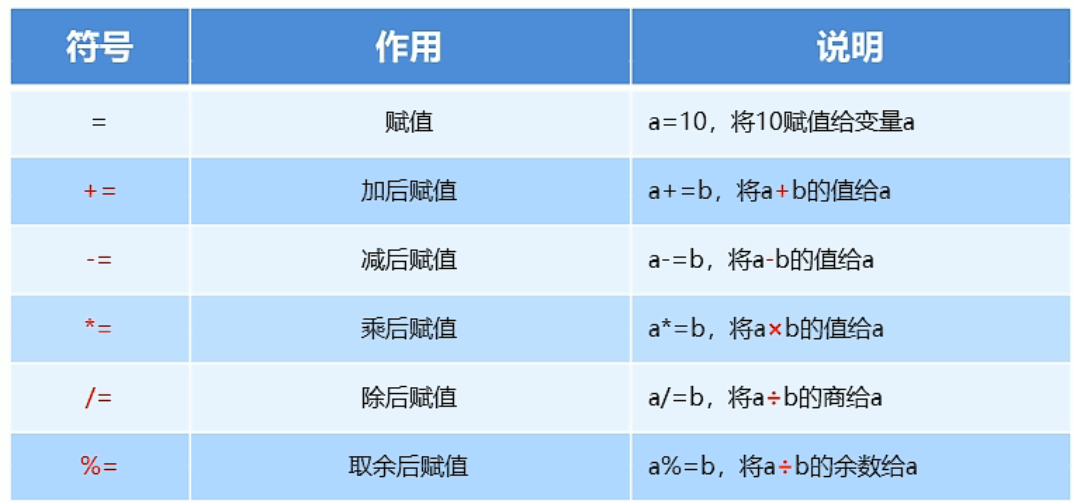 符号 作用 说明
= 赋值 a=10，将10赋值给变量a
+= 加后赋值 a+=b，将a+b的值给a
-= 减后赋值 a-=b，将a-b的值给a
*= 乘后赋值 a*=b，将a×b的值给a
/= 除后赋值 a/=b，将a÷b的商给a
%= 取余后赋值 a%=b，将a÷b的余数给a